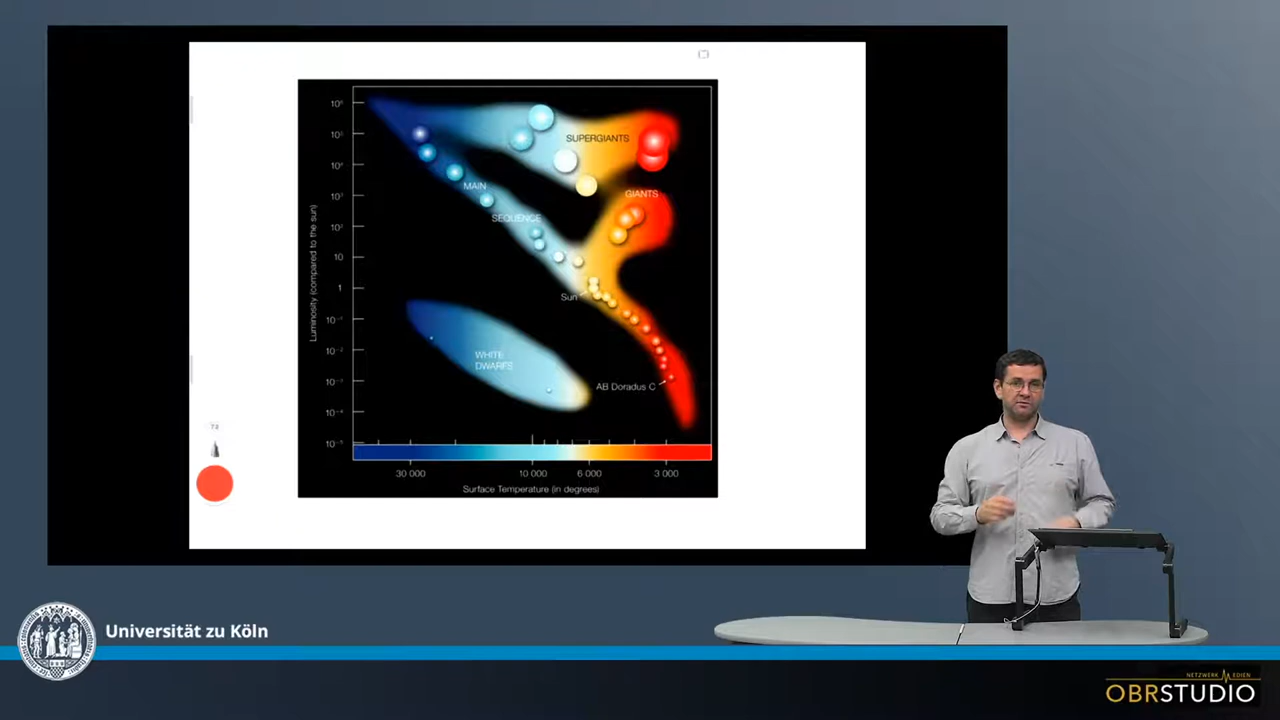 10⁶
10⁵
10⁴
10³
10²
10
1
10⁻¹
10⁻²
10⁻³
10⁻⁴
10⁻⁵
Luminosity (compared to the sun)
SUPERGIANTS
GIANTS
MAIN
SEQUENCE
Sun
WHITE
DWARFS
AB Doradus C
30 000
10 000
6 000
3 000
Surface Temperature (in degrees)
Universität zu Köln
NETZWERK MEDIEN
OBRSTUDIO